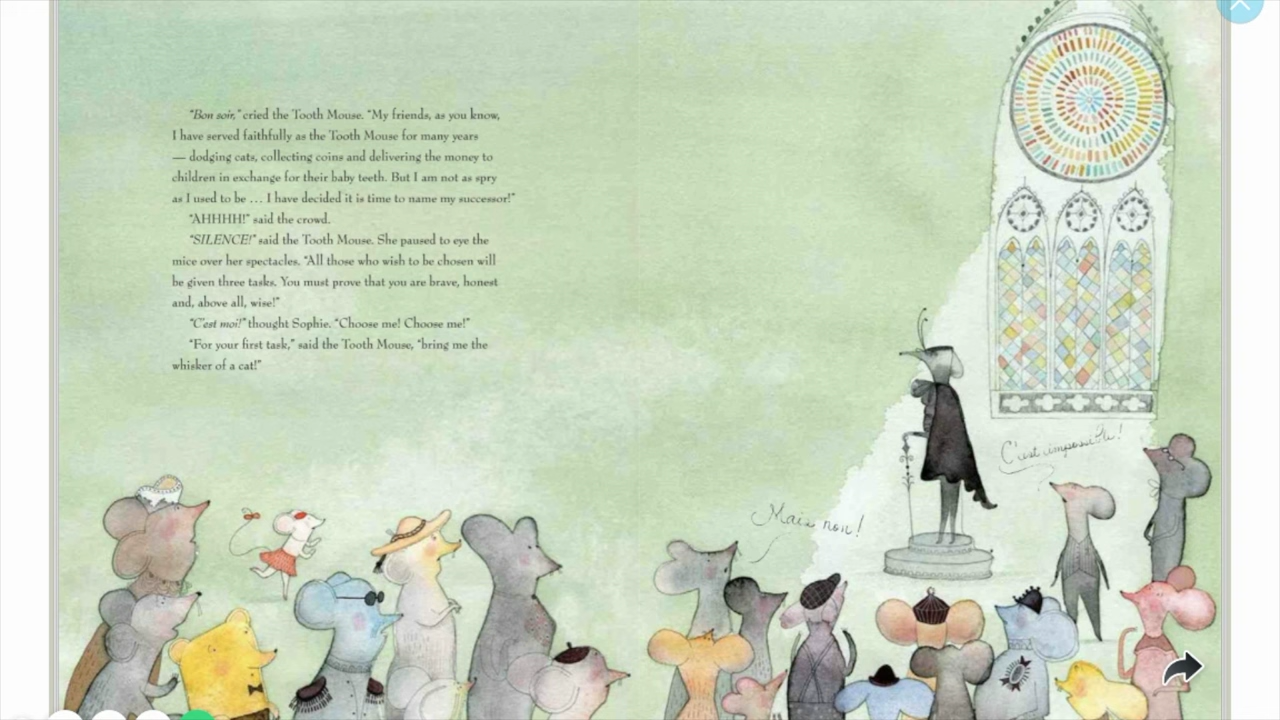 "Bon soir," cried the Tooth Mouse. "My friends, as you know,
I have served faithfully as the Tooth Mouse for many years
— dodging cats, collecting coins and delivering the money to
children in exchange for their baby teeth. But I am not as spry
as I used to be … I have decided it is time to name my successor!"
"AHHHH!" said the crowd.
"SILENCE!" said the Tooth Mouse. She paused to eye the
mice over her spectacles. "All those who wish to be chosen will
be given three tasks. You must prove that you are brave, honest
and, above all, wise!"
"C'est moi!" thought Sophie. "Choose me! Choose me!"
"For your first task," said the Tooth Mouse, "bring me the
whisker of a cat!"
C'est impossible!
Mais non!